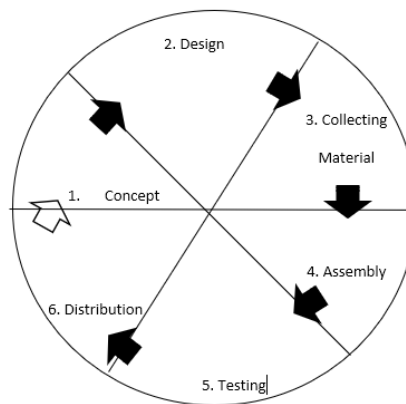 2. Design
3. Collecting
Material
1. Concept
4. Assembly
6. Distribution
5. Testing